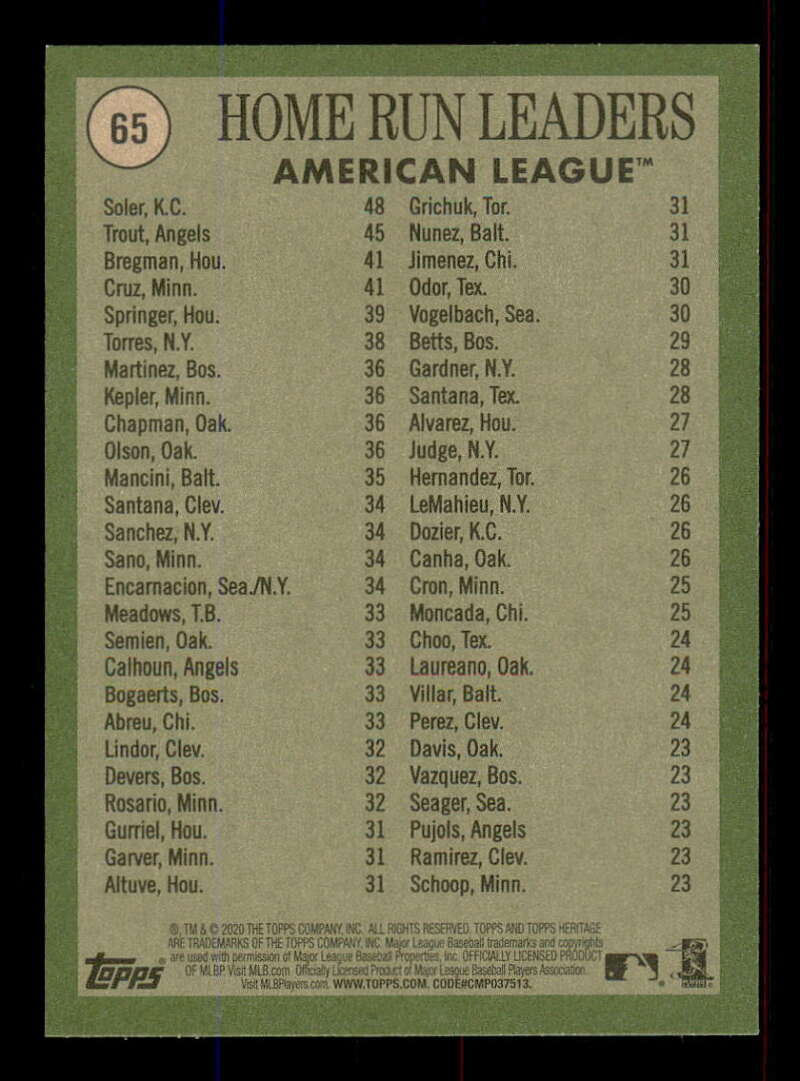 65
HOME RUN LEADERS
AMERICAN LEAGUE™
Soler, K.C. 48
Trout, Angels 45
Bregman, Hou. 41
Cruz, Minn. 41
Springer, Hou. 39
Torres, N.Y. 38
Martinez, Bos. 36
Kepler, Minn. 36
Chapman, Oak. 36
Olson, Oak. 36
Mancini, Balt. 35
Santana, Clev. 34
Sanchez, N.Y. 34
Sano, Minn. 34
Encarnacion, Sea./N.Y. 34
Meadows, T.B. 33
Semien, Oak. 33
Calhoun, Angels 33
Bogaerts, Bos. 33
Abreu, Chi. 33
Lindor, Clev. 32
Devers, Bos. 32
Rosario, Minn. 32
Gurriel, Hou. 31
Garver, Minn. 31
Altuve, Hou. 31
Grichuk, Tor. 31
Nunez, Balt. 31
Jimenez, Chi. 31
Odor, Tex. 30
Vogelbach, Sea. 30
Betts, Bos. 29
Gardner, N.Y. 28
Santana, Tex. 28
Alvarez, Hou. 27
Judge, N.Y. 27
Hernandez, Tor. 26
LeMahieu, N.Y. 26
Dozier, K.C. 26
Canha, Oak. 26
Cron, Minn. 25
Moncada, Chi. 25
Choo, Tex. 24
Laureano, Oak. 24
Villar, Balt. 24
Perez, Clev. 24
Davis, Oak. 23
Vazquez, Bos. 23
Seager, Sea. 23
Pujols, Angels 23
Ramirez, Clev. 23
Schoop, Minn. 23
®, TM & © 2020 THE TOPPS COMPANY, INC. ALL RIGHTS RESERVED. TOPPS AND TOPPS HERITAGE
ARE TRADEMARKS OF THE TOPPS COMPANY, INC. Major League Baseball trademarks and copyrights
are used with permission of Major League Baseball Properties, Inc. OFFICIALLY LICENSED PRODUCT
OF MLBP Visit MLB.com. Officially Licensed Product of Major League Baseball Players Association.
Visit MLBPlayers.com. WWW.TOPPS.COM. CODE#CMP037513.
topps ®